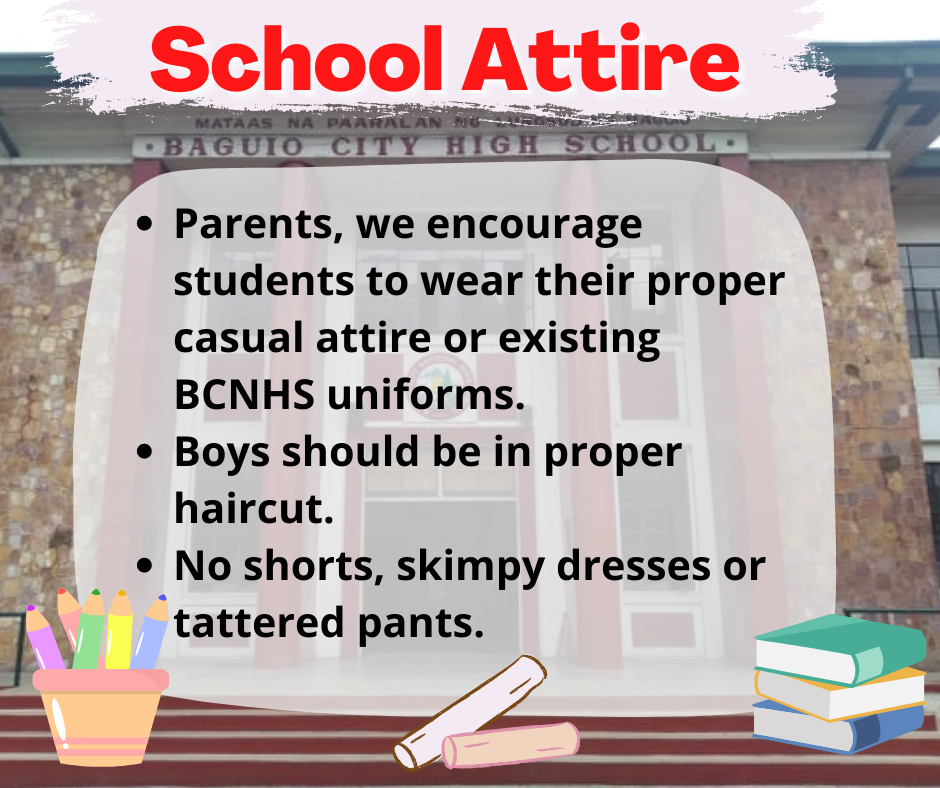 School Attire
MATAAS NA PAARALAN NG
• BAGUIO CITY HIGH SCHOOL •
• Parents, we encourage
students to wear their proper
casual attire or existing
BCNHS uniforms.
• Boys should be in proper
haircut.
• No shorts, skimpy dresses or
tattered pants.